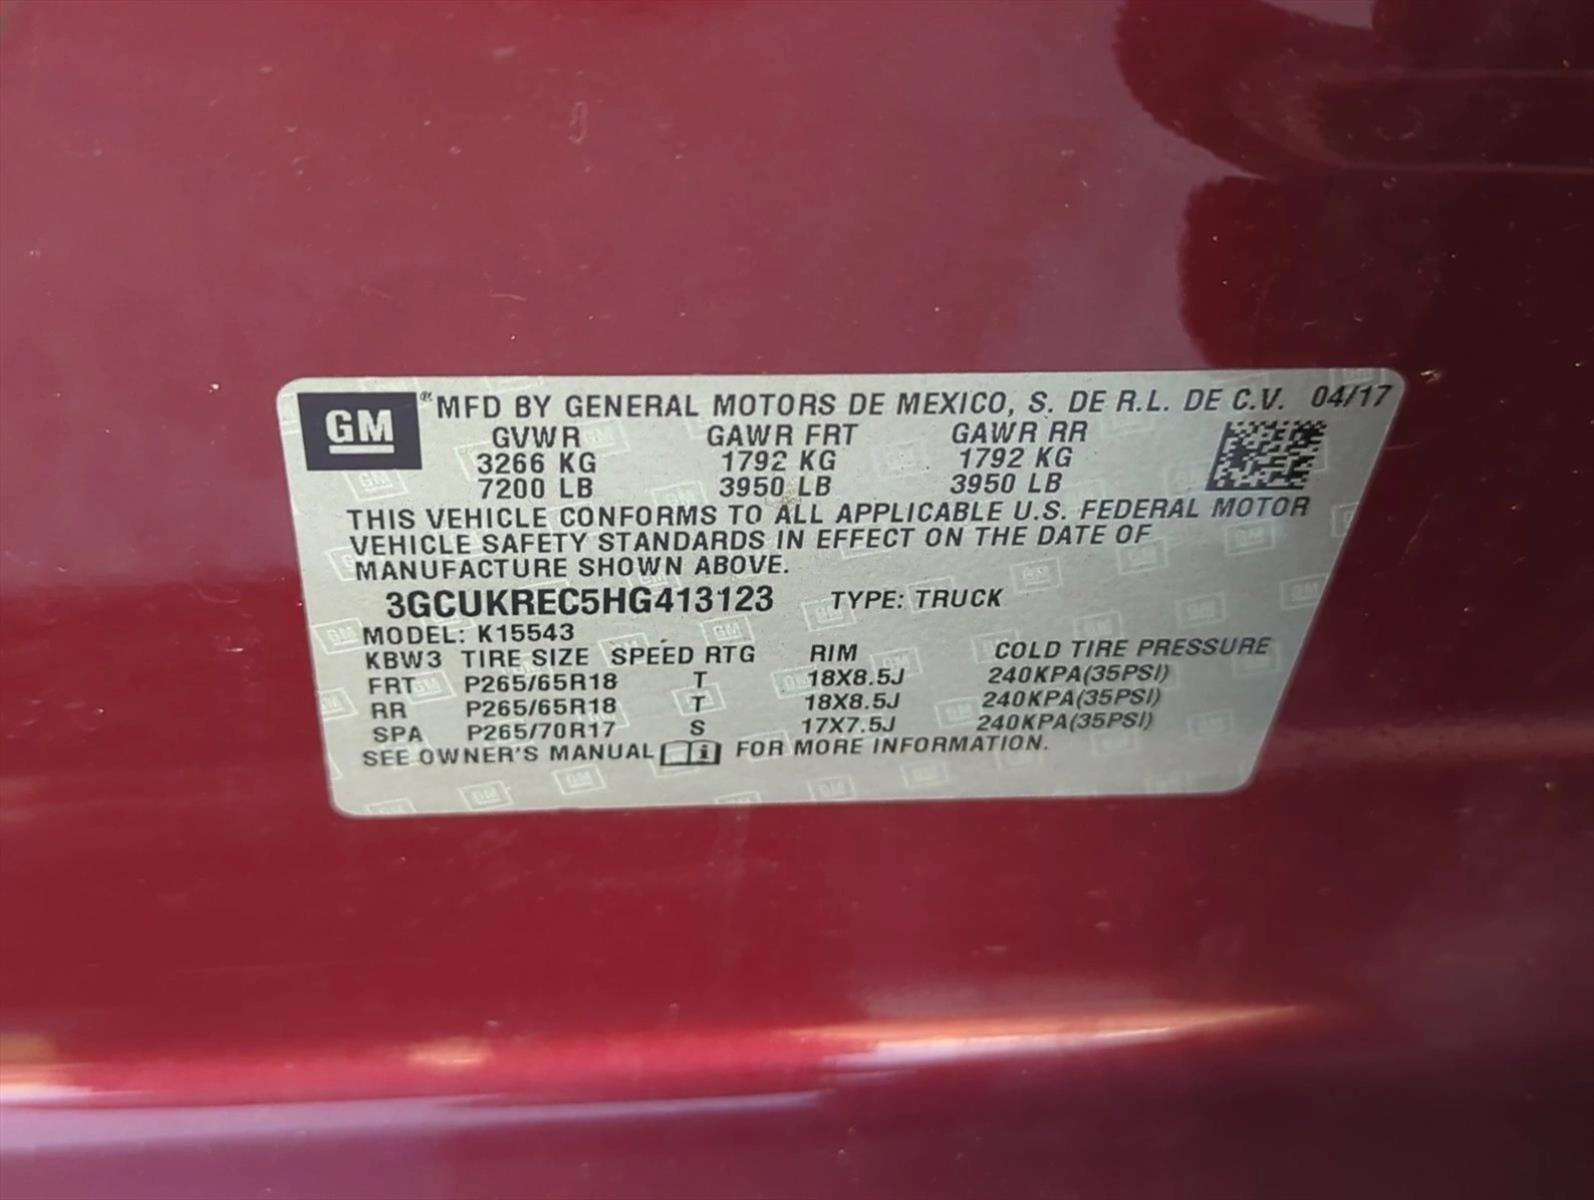 GM ® MFD BY GENERAL MOTORS DE MEXICO, S. DE R.L. DE C.V. 04/17
GVWR GAWR FRT GAWR RR
3266 KG 1792 KG 1792 KG
7200 LB 3950 LB 3950 LB
THIS VEHICLE CONFORMS TO ALL APPLICABLE U.S. FEDERAL MOTOR
VEHICLE SAFETY STANDARDS IN EFFECT ON THE DATE OF
MANUFACTURE SHOWN ABOVE.
3GCUKREC5HG413123 TYPE: TRUCK
MODEL: K15543
KBW3 TIRE SIZE SPEED RTG RIM COLD TIRE PRESSURE
FRT P265/65R18 T 18X8.5J 240KPA(35PSI)
RR P265/65R18 T 18X8.5J 240KPA(35PSI)
SPA P265/70R17 S 17X7.5J 240KPA(35PSI)
SEE OWNER'S MANUAL i FOR MORE INFORMATION.